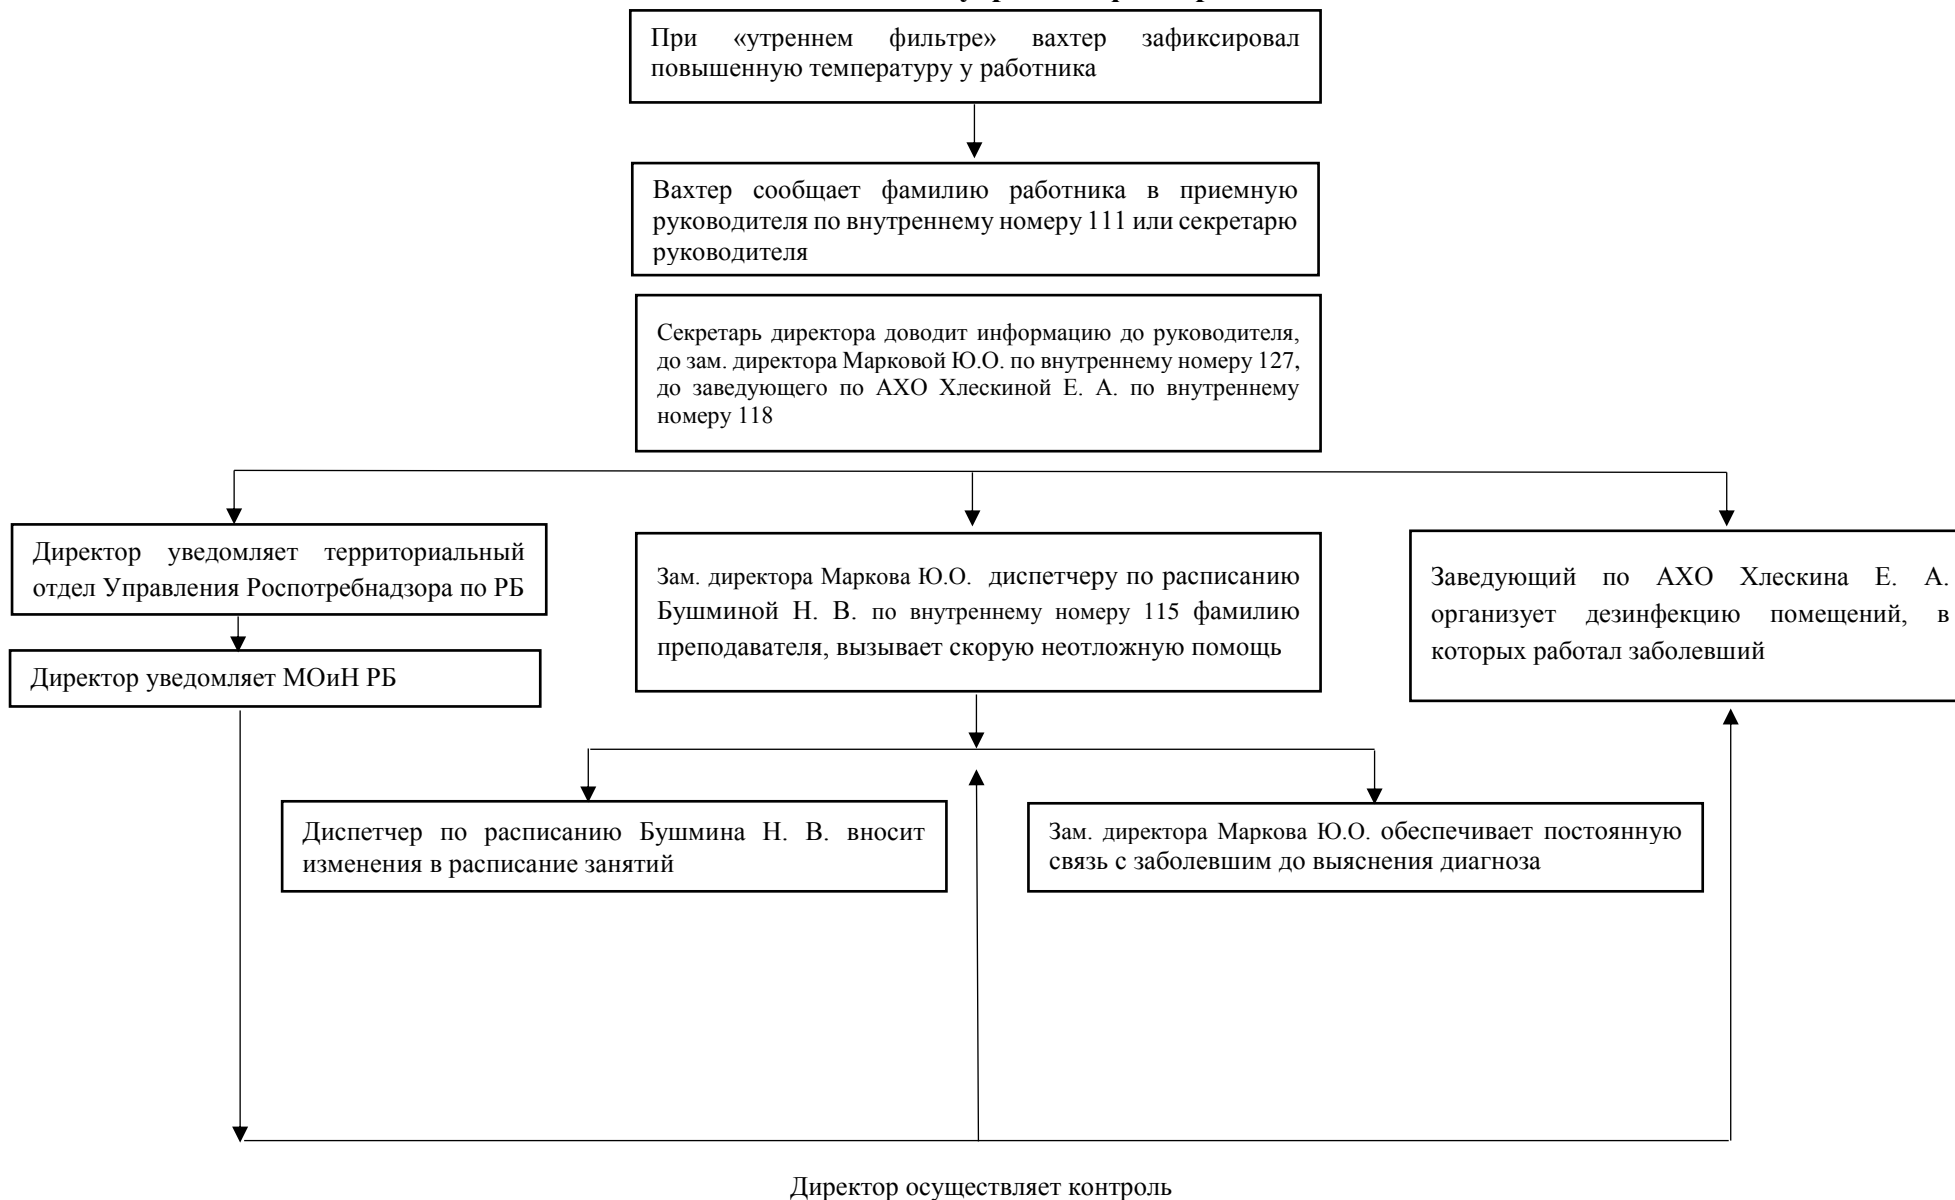 При «утреннем фильтре» вахтер зафиксировал
повышенную температуру у работника
Вахтер сообщает фамилию работника в приемную
руководителя по внутреннему номеру 111 или секретарю
руководителя
Секретарь директора доводит информацию до руководителя,
до зам. директора Марковой Ю.О. по внутреннему номеру 127,
до заведующего по АХО Хлескиной Е. А. по внутреннему
номеру 118
Директор уведомляет территориальный
отдел Управления Роспотребнадзора по РБ
Директор уведомляет МОиН РБ
Зам. директора Маркова Ю.О. диспетчеру по расписанию
Бушминой Н. В. по внутреннему номеру 115 фамилию
преподавателя, вызывает скорую неотложную помощь
Заведующий по АХО Хлескина Е. А.
организует дезинфекцию помещений, в
которых работал заболевший
Диспетчер по расписанию Бушмина Н. В. вносит
изменения в расписание занятий
Зам. директора Маркова Ю.О. обеспечивает постоянную
связь с заболевшим до выяснения диагноза
Директор осуществляет контроль